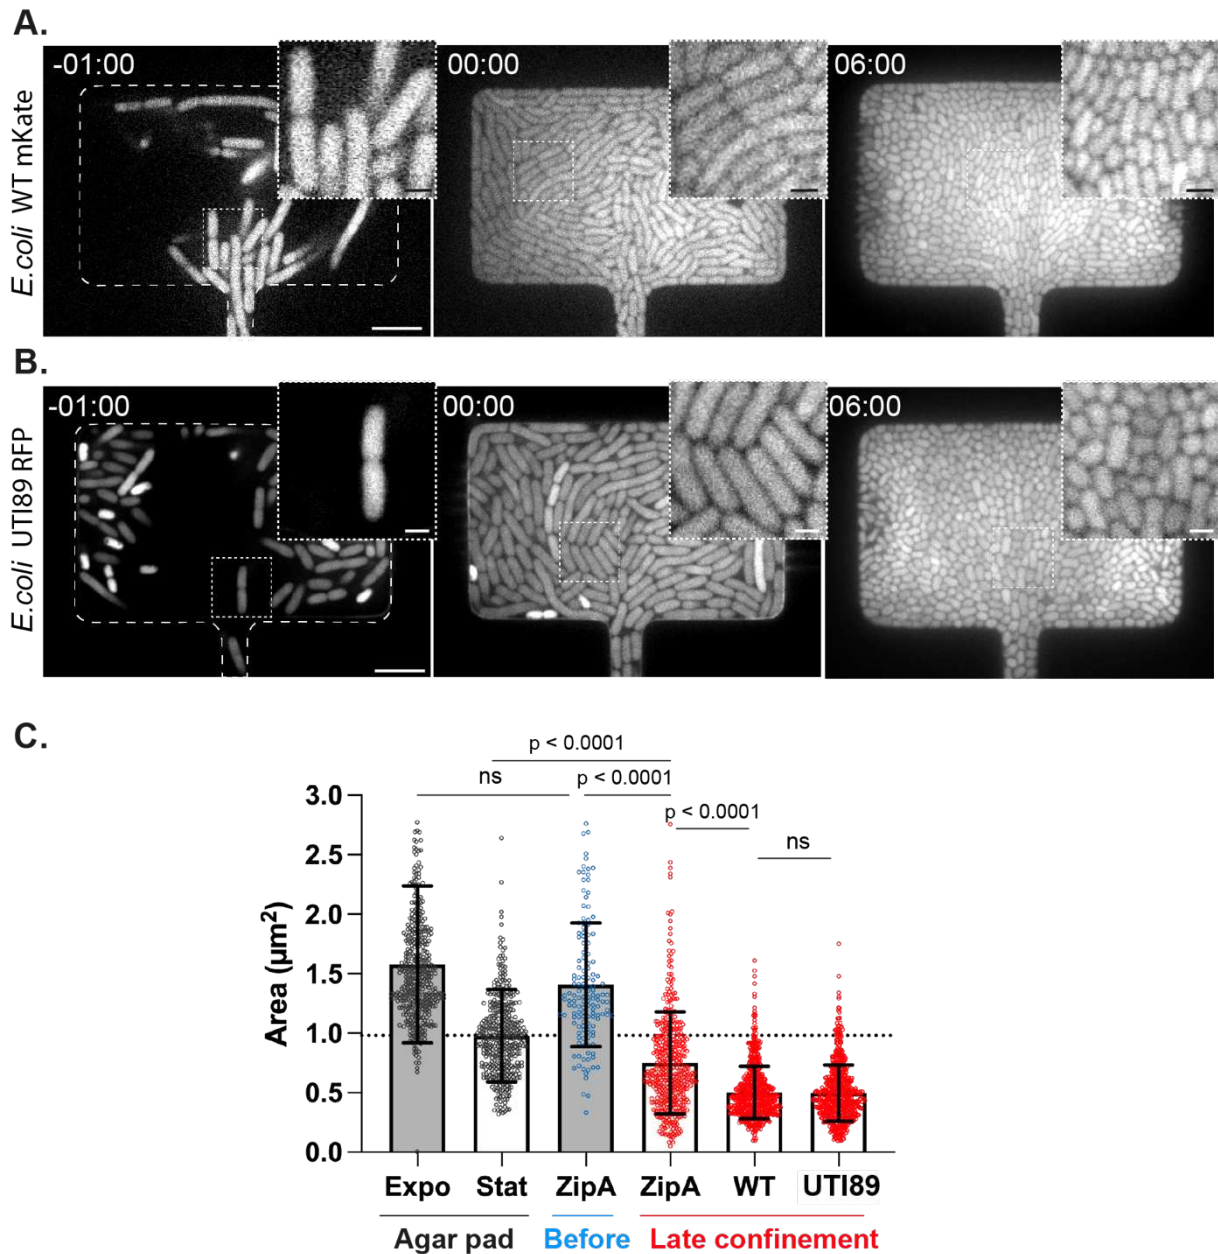 A.
E.coli WT mKate
-01:00
00:00
06:00
B.
E.coli UTI89 RFP
-01:00
00:00
06:00
C.
p < 0.0001
ns
p < 0.0001
p < 0.0001
ns
Area (µm²)
3.0
2.5
2.0
1.5
1.0
0.5
0.0
Expo Stat ZipA ZipA WT UTI89
Agar pad Before Late confinement